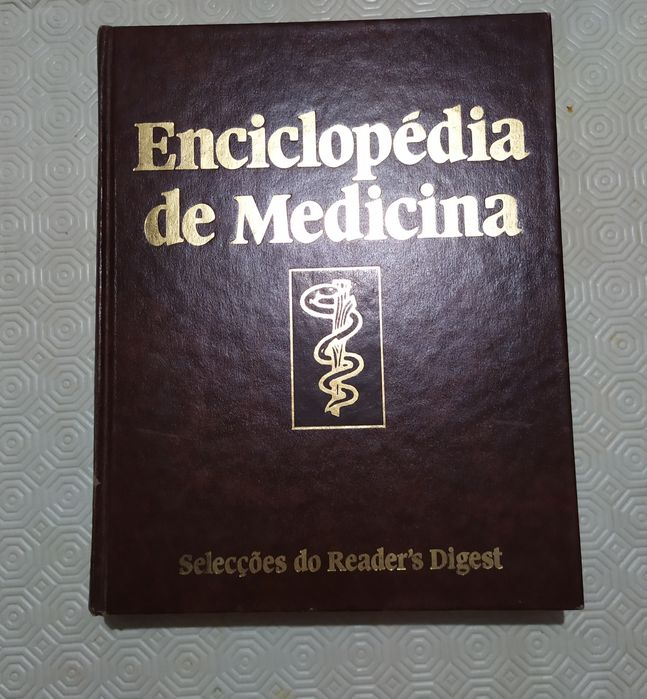 Enciclopédia
de Medicina
Selecções do Reader's Digest